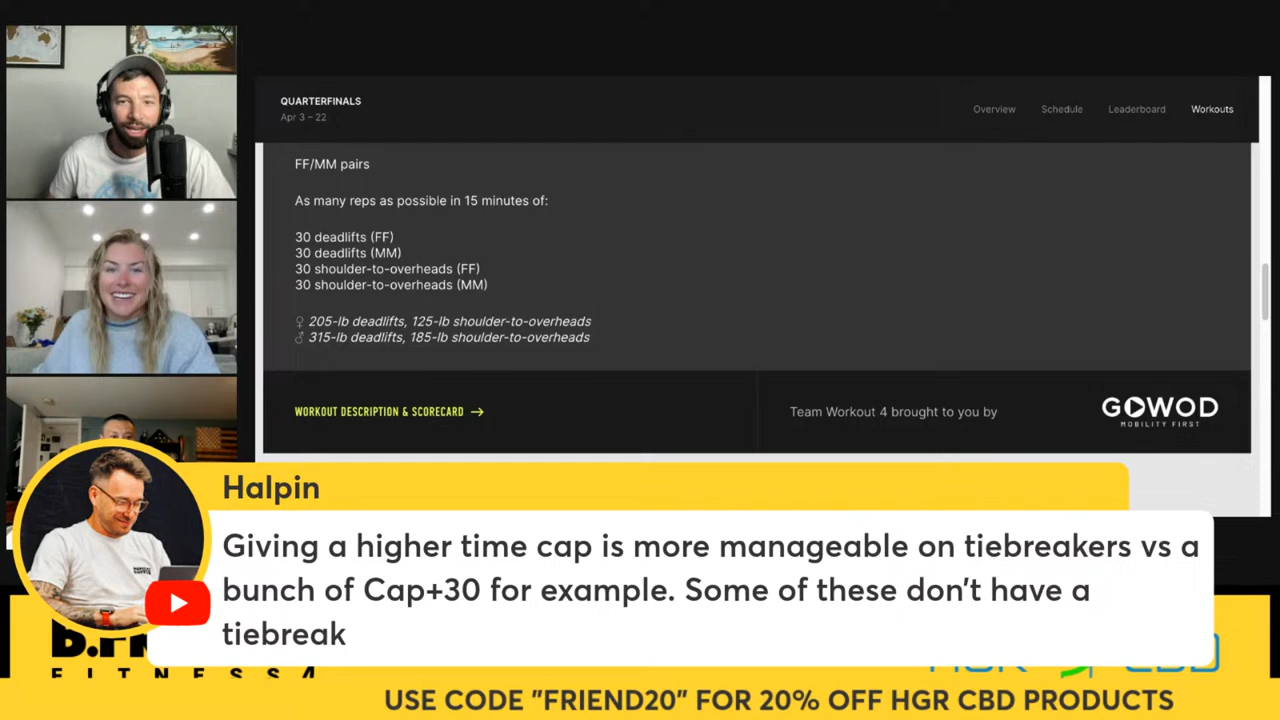 QUARTERFINALS
Apr 3 – 22
Overview Schedule Leaderboard Workouts
FF/MM pairs
As many reps as possible in 15 minutes of:
30 deadlifts (FF)
30 deadlifts (MM)
30 shoulder-to-overheads (FF)
30 shoulder-to-overheads (MM)
♀ 205-lb deadlifts, 125-lb shoulder-to-overheads
♂ 315-lb deadlifts, 185-lb shoulder-to-overheads
WORKOUT DESCRIPTION & SCORECARD →
Team Workout 4 brought to you by
GOWOD
MOBILITY FIRST
Halpin
Giving a higher time cap is more manageable on tiebreakers vs a
bunch of Cap+30 for example. Some of these don't have a
tiebreak
USE CODE "FRIEND20" FOR 20% OFF HGR CBD PRODUCTS